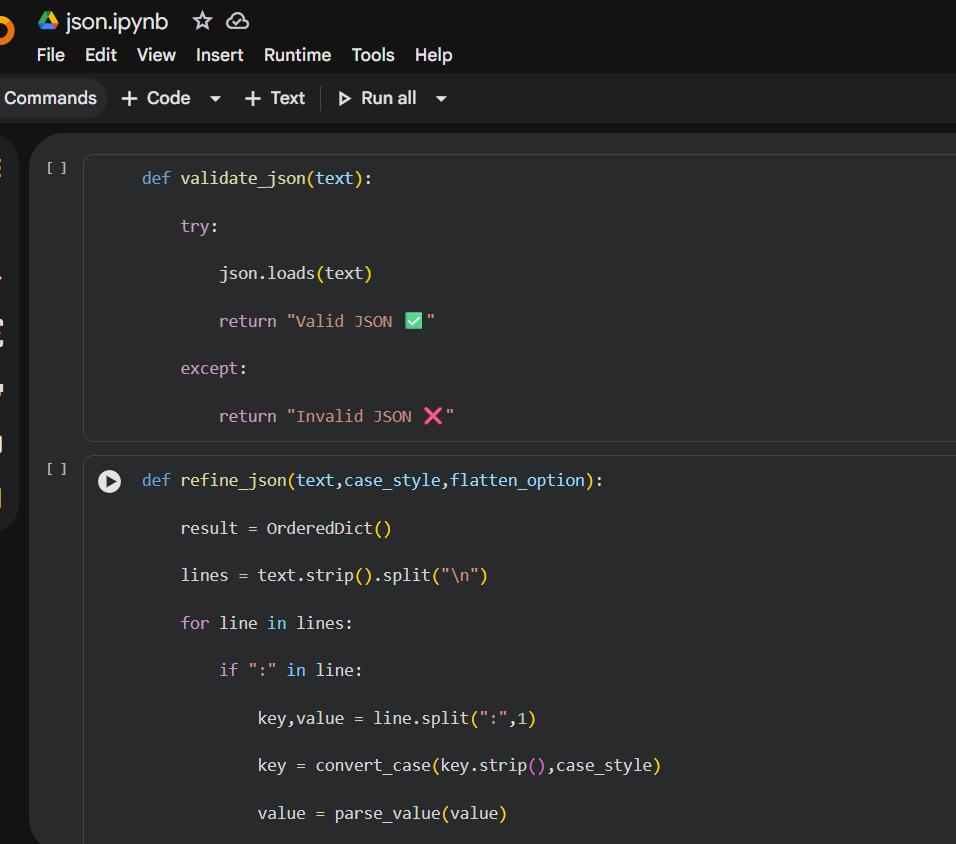 json.ipynb
File Edit View Insert Runtime Tools Help
Commands + Code + Text Run all
[ ]
def validate_json(text):
try:
json.loads(text)
return "Valid JSON ✅"
except:
return "Invalid JSON ❌"
[ ]
def refine_json(text,case_style,flatten_option):
result = OrderedDict()
lines = text.strip().split("\n")
for line in lines:
if ":" in line:
key,value = line.split(":",1)
key = convert_case(key.strip(),case_style)
value = parse_value(value)